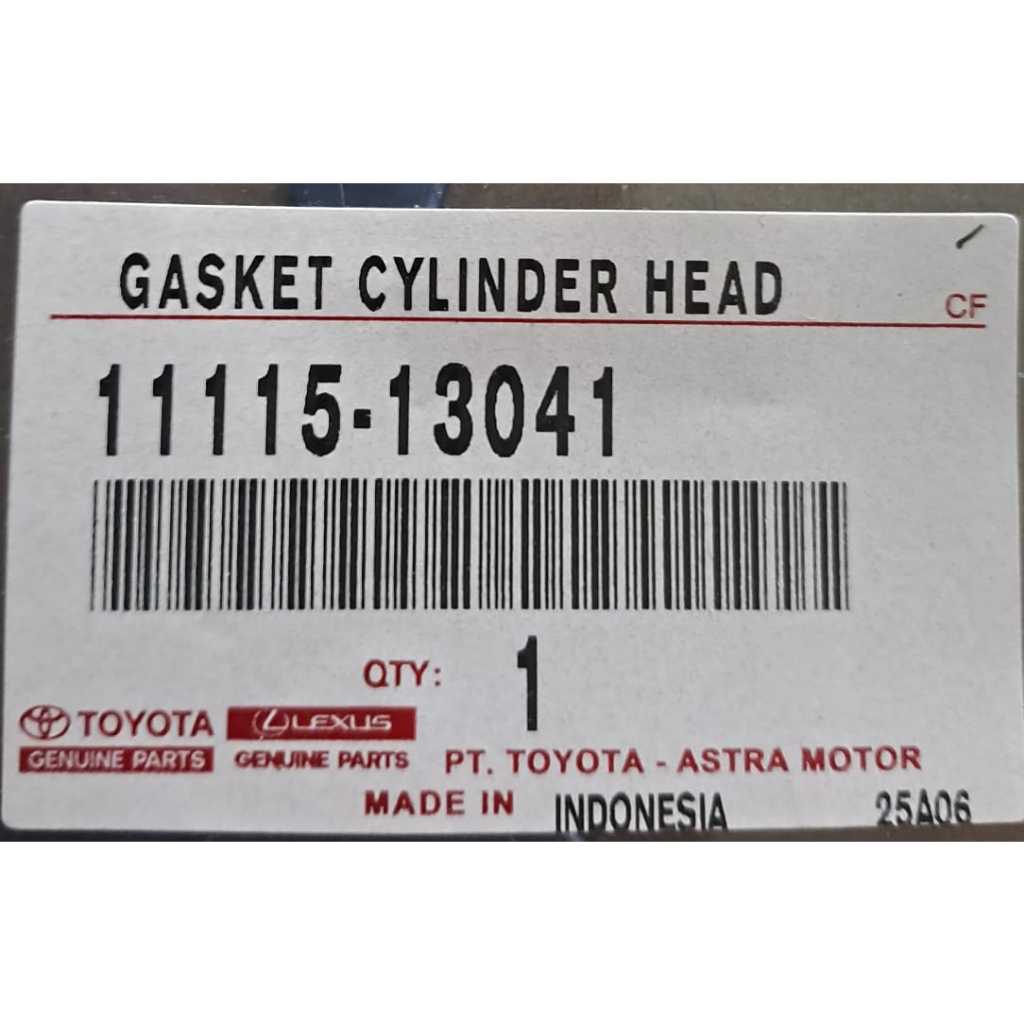 GASKET CYLINDER HEAD
CF
11115-13041
QTY: 1
TOYOTA LEXUS
GENUINE PARTS GENUINE PARTS PT. TOYOTA - ASTRA MOTOR
MADE IN INDONESIA 25A06